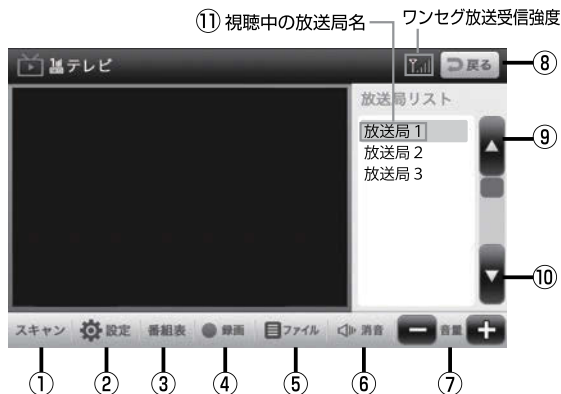 ⑪ 視聴中の放送局名
ワンセグ放送受信強度
テレビ
戻る
⑧
放送局リスト
放送局 1
⑨
放送局 2
放送局 3
⑩
スキャン 設定 番組表 録画 ファイル 消音 音量
① ② ③ ④ ⑤ ⑥ ⑦